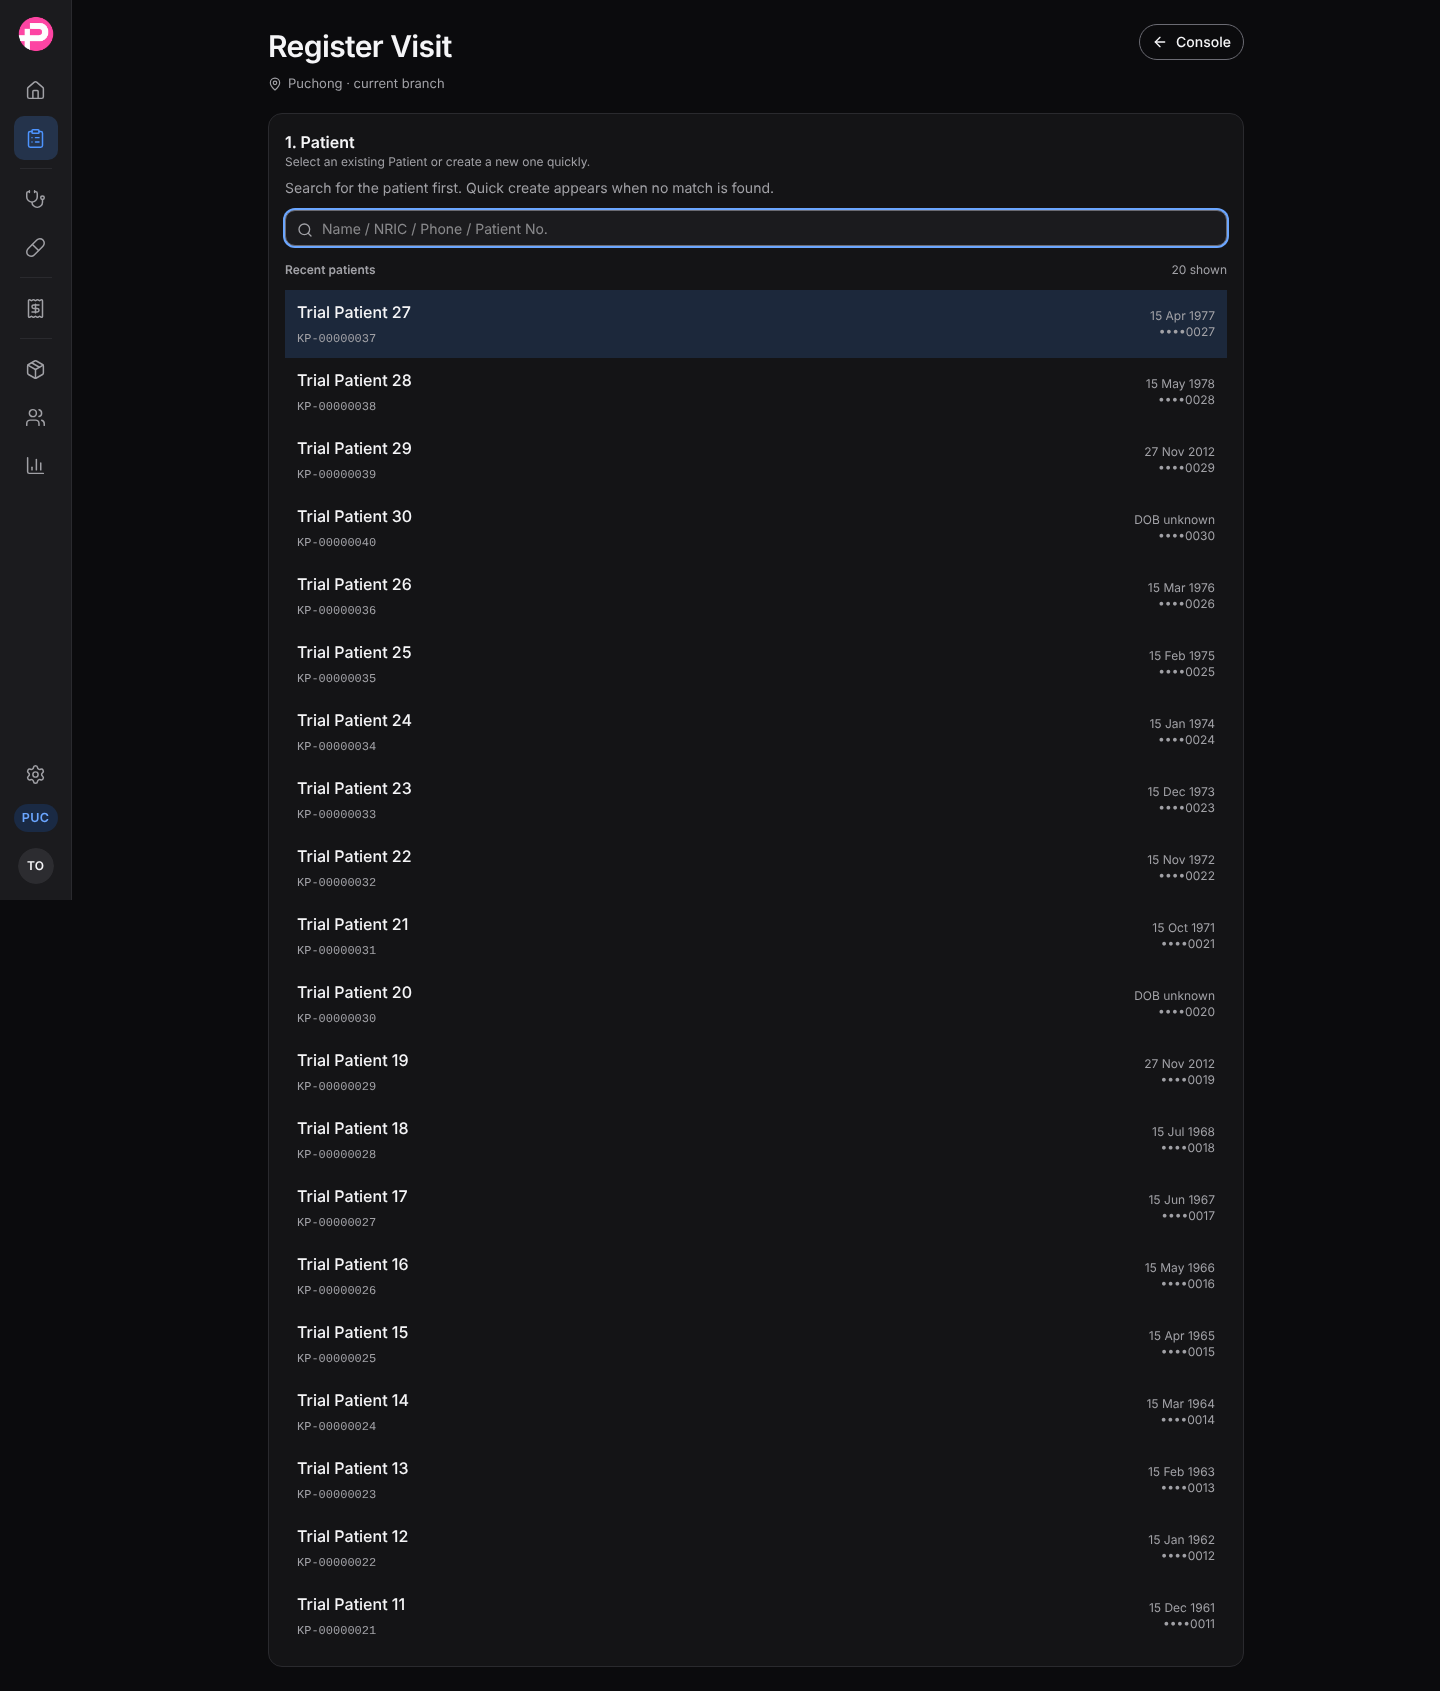 Register Visit
Console
Puchong · current branch
1. Patient
Select an existing Patient or create a new one quickly.
Search for the patient first. Quick create appears when no match is found.
Name / NRIC / Phone / Patient No.
Recent patients
20 shown
Trial Patient 27
KP-00000037
15 Apr 1977
••••0027
Trial Patient 28
KP-00000038
15 May 1978
••••0028
Trial Patient 29
KP-00000039
27 Nov 2012
••••0029
Trial Patient 30
KP-00000040
DOB unknown
••••0030
Trial Patient 26
KP-00000036
15 Mar 1976
••••0026
Trial Patient 25
KP-00000035
15 Feb 1975
••••0025
Trial Patient 24
KP-00000034
15 Jan 1974
••••0024
Trial Patient 23
KP-00000033
15 Dec 1973
••••0023
Trial Patient 22
KP-00000032
15 Nov 1972
••••0022
Trial Patient 21
KP-00000031
15 Oct 1971
••••0021
Trial Patient 20
KP-00000030
DOB unknown
••••0020
Trial Patient 19
KP-00000029
27 Nov 2012
••••0019
Trial Patient 18
KP-00000028
15 Jul 1968
••••0018
Trial Patient 17
KP-00000027
15 Jun 1967
••••0017
Trial Patient 16
KP-00000026
15 May 1966
••••0016
Trial Patient 15
KP-00000025
15 Apr 1965
••••0015
Trial Patient 14
KP-00000024
15 Mar 1964
••••0014
Trial Patient 13
KP-00000023
15 Feb 1963
••••0013
Trial Patient 12
KP-00000022
15 Jan 1962
••••0012
Trial Patient 11
KP-00000021
15 Dec 1961
••••0011
PUC
TO